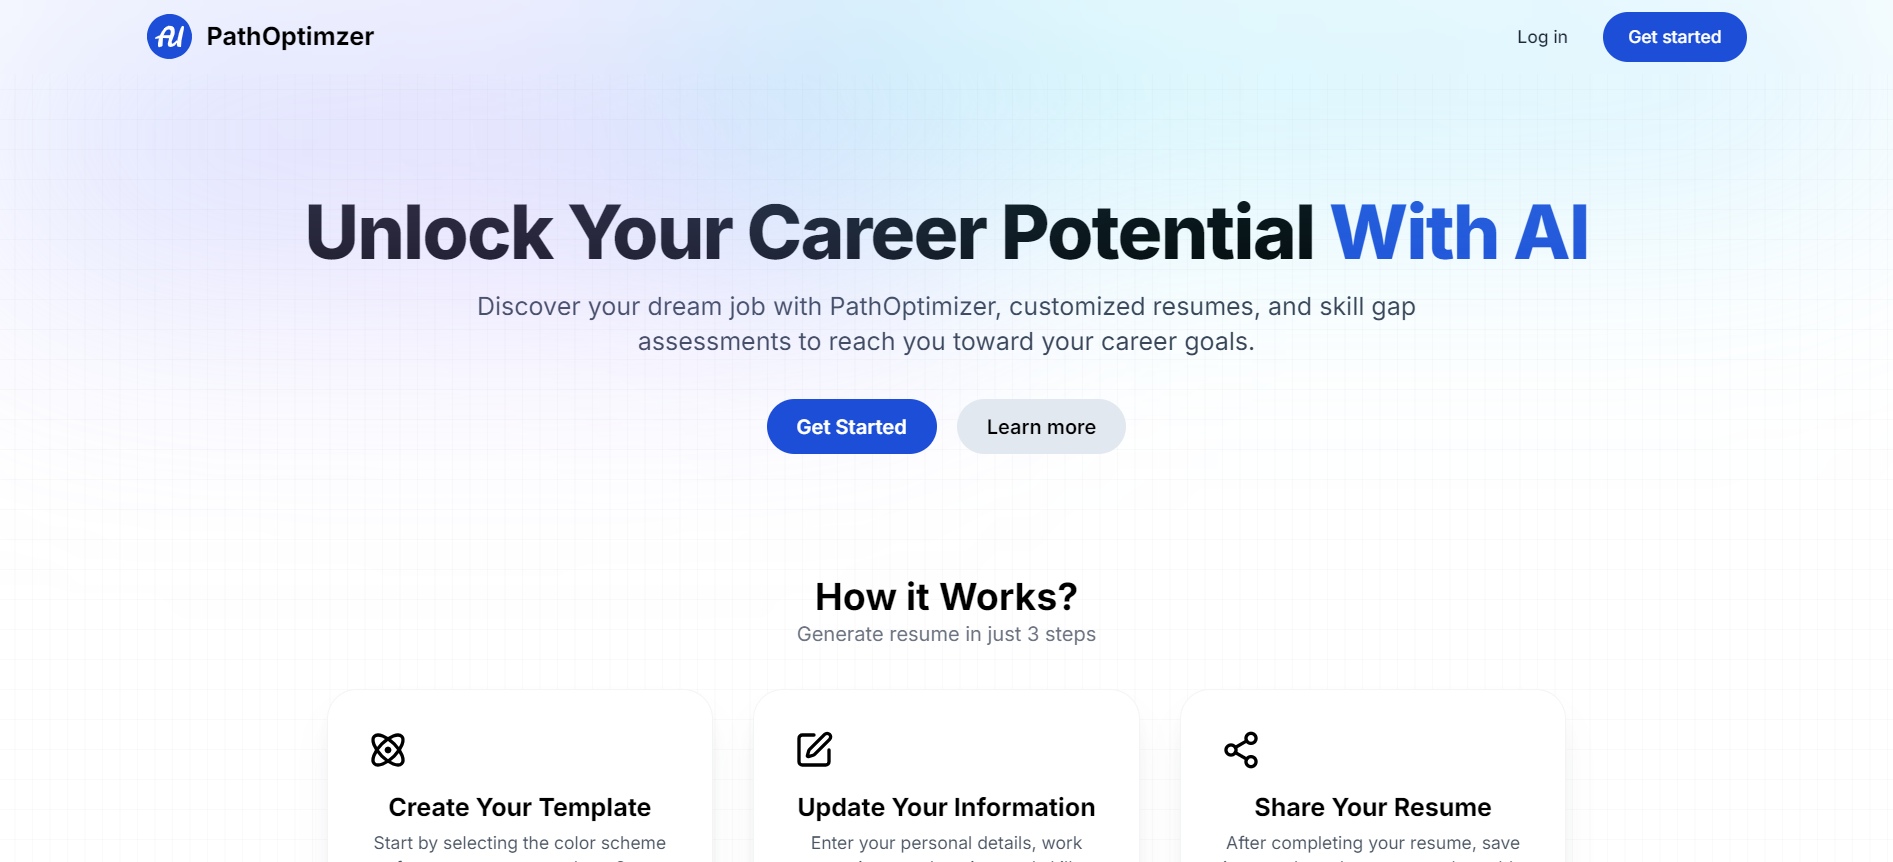 AI PathOptimzer
Log in
Get started
Unlock Your Career Potential With AI
Discover your dream job with PathOptimizer, customized resumes, and skill gap
assessments to reach you toward your career goals.
Get Started
Learn more
How it Works?
Generate resume in just 3 steps
Create Your Template
Start by selecting the color scheme
Update Your Information
Enter your personal details, work
Share Your Resume
After completing your resume, save